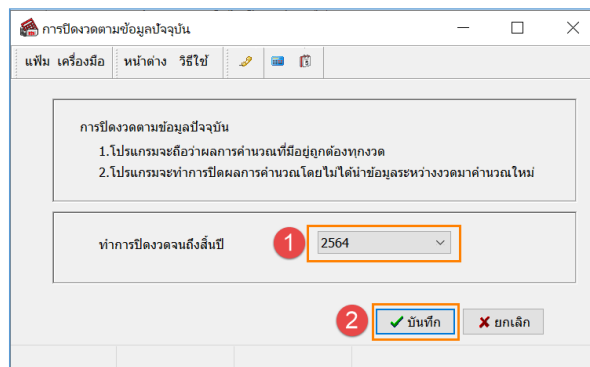 การปิดงวดตามข้อมูลปัจจุบัน
แฟ้ม เครื่องมือ หน้าต่าง วิธีใช้
การปิดงวดตามข้อมูลปัจจุบัน
1.โปรแกรมจะถือว่าผลการคำนวณที่มีอยู่ถูกต้องทุกงวด
2.โปรแกรมจะทำการปิดผลการคำนวณโดยไม่ได้นำข้อมูลระหว่างงวดมาคำนวณใหม่
ทำการปิดงวดจนถึงสิ้นปี 1 2564
2 บันทึก ยกเลิก